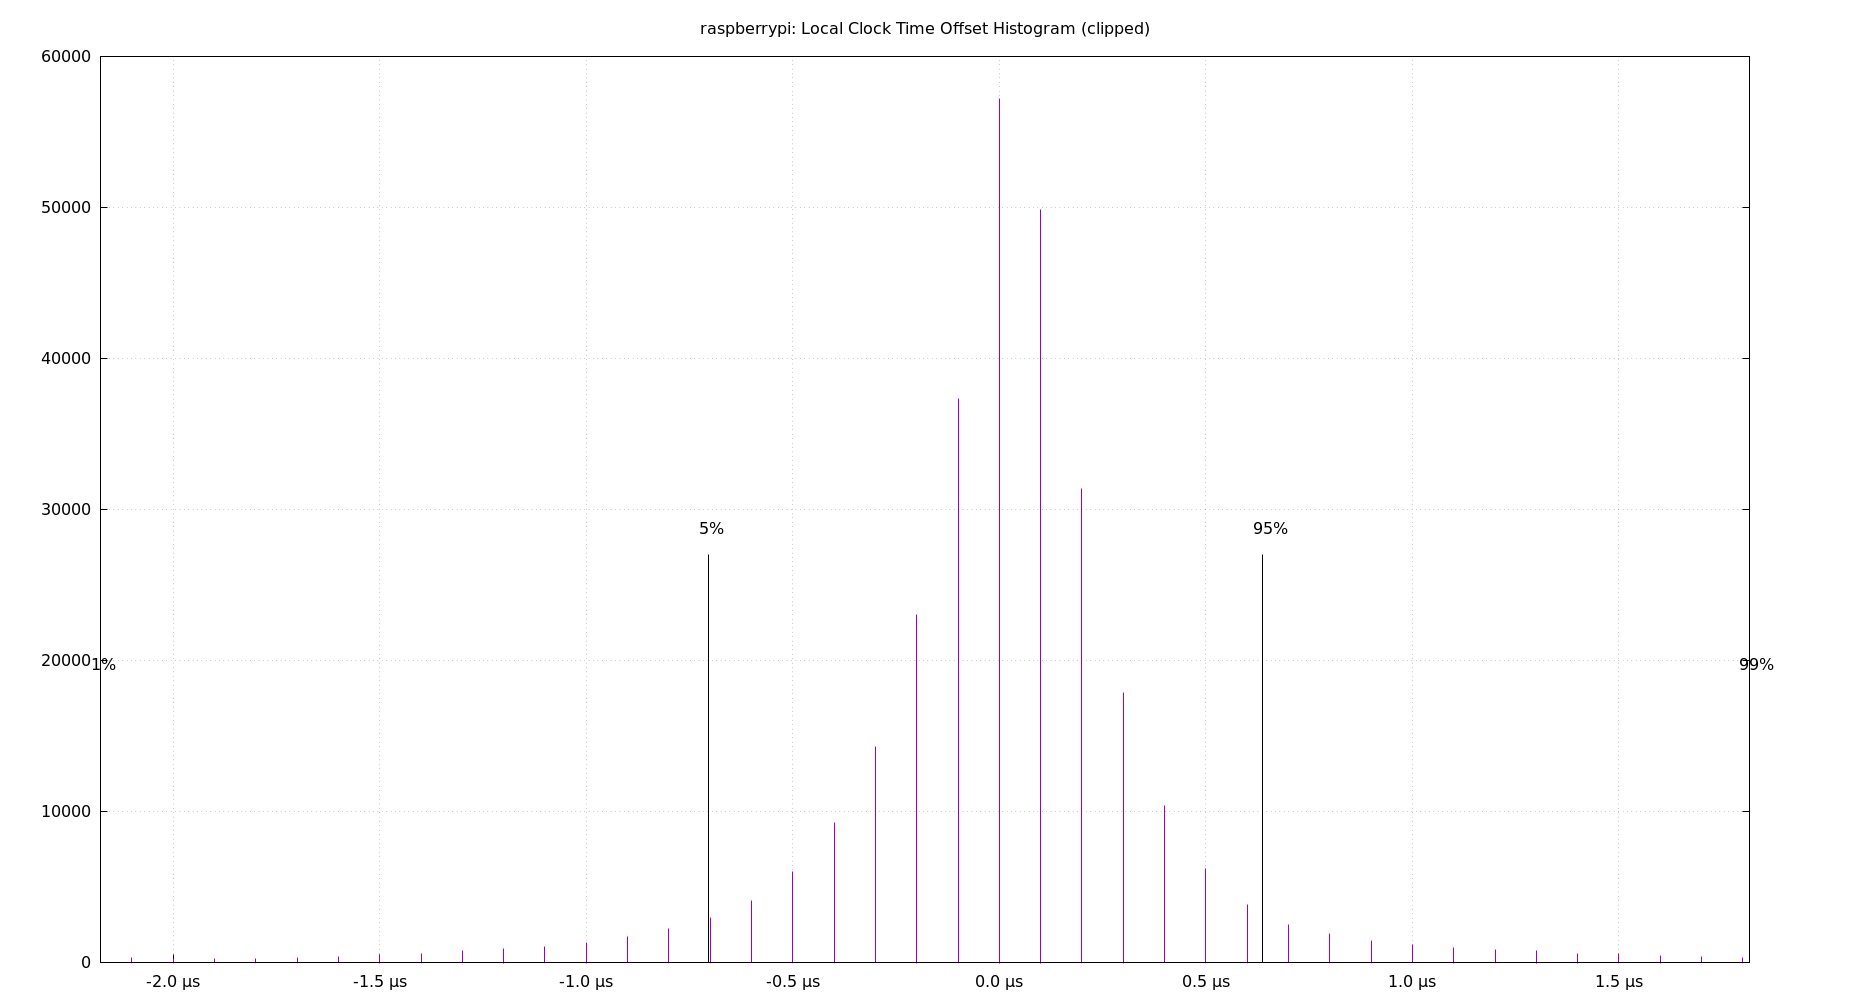 raspberrypi: Local Clock Time Offset Histogram (clipped)
60000
50000
40000
30000
5%
95%
20000
1%
99%
10000
0
-2.0 µs
-1.5 µs
-1.0 µs
-0.5 µs
0.0 µs
0.5 µs
1.0 µs
1.5 µs